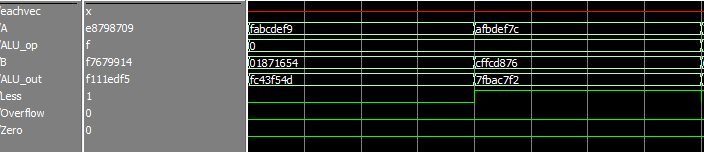 /eachvec x
/A e8798709 fabcdef9 afbdef7c
/ALU_op f 0
/B f7679914 01871654 cffcd876
/ALU_out f111edf5 fc43f54d 7fbac7f2
/Less 1
/Overflow 0
/Zero 0